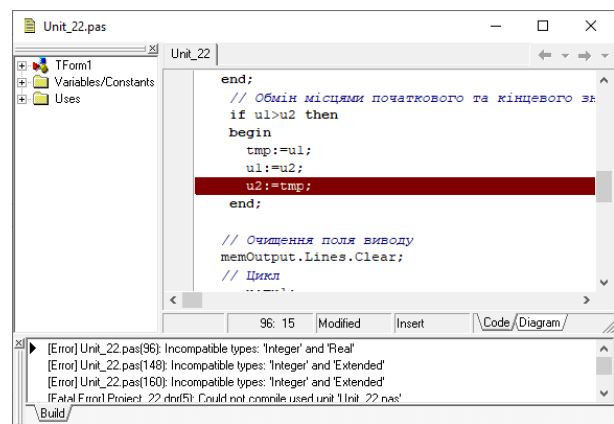 Unit_22.pas
TForm1
Variables/Constants
Uses
Unit_22
end;
// Обмін місцями початкового та кінцевого зн
if u1>u2 then
begin
tmp:=u1;
u1:=u2;
u2:=tmp;
end;
// Очищення поля виводу
memOutput.Lines.Clear;
// Цикл
96: 15 Modified Insert Code Diagram
[Error] Unit_22.pas(96): Incompatible types: 'Integer' and 'Real'
[Error] Unit_22.pas(148): Incompatible types: 'Integer' and 'Extended'
[Error] Unit_22.pas(160): Incompatible types: 'Integer' and 'Extended'
[Fatal Error] Project_22.dpr(5): Could not compile used unit 'Unit_22.pas'
Build